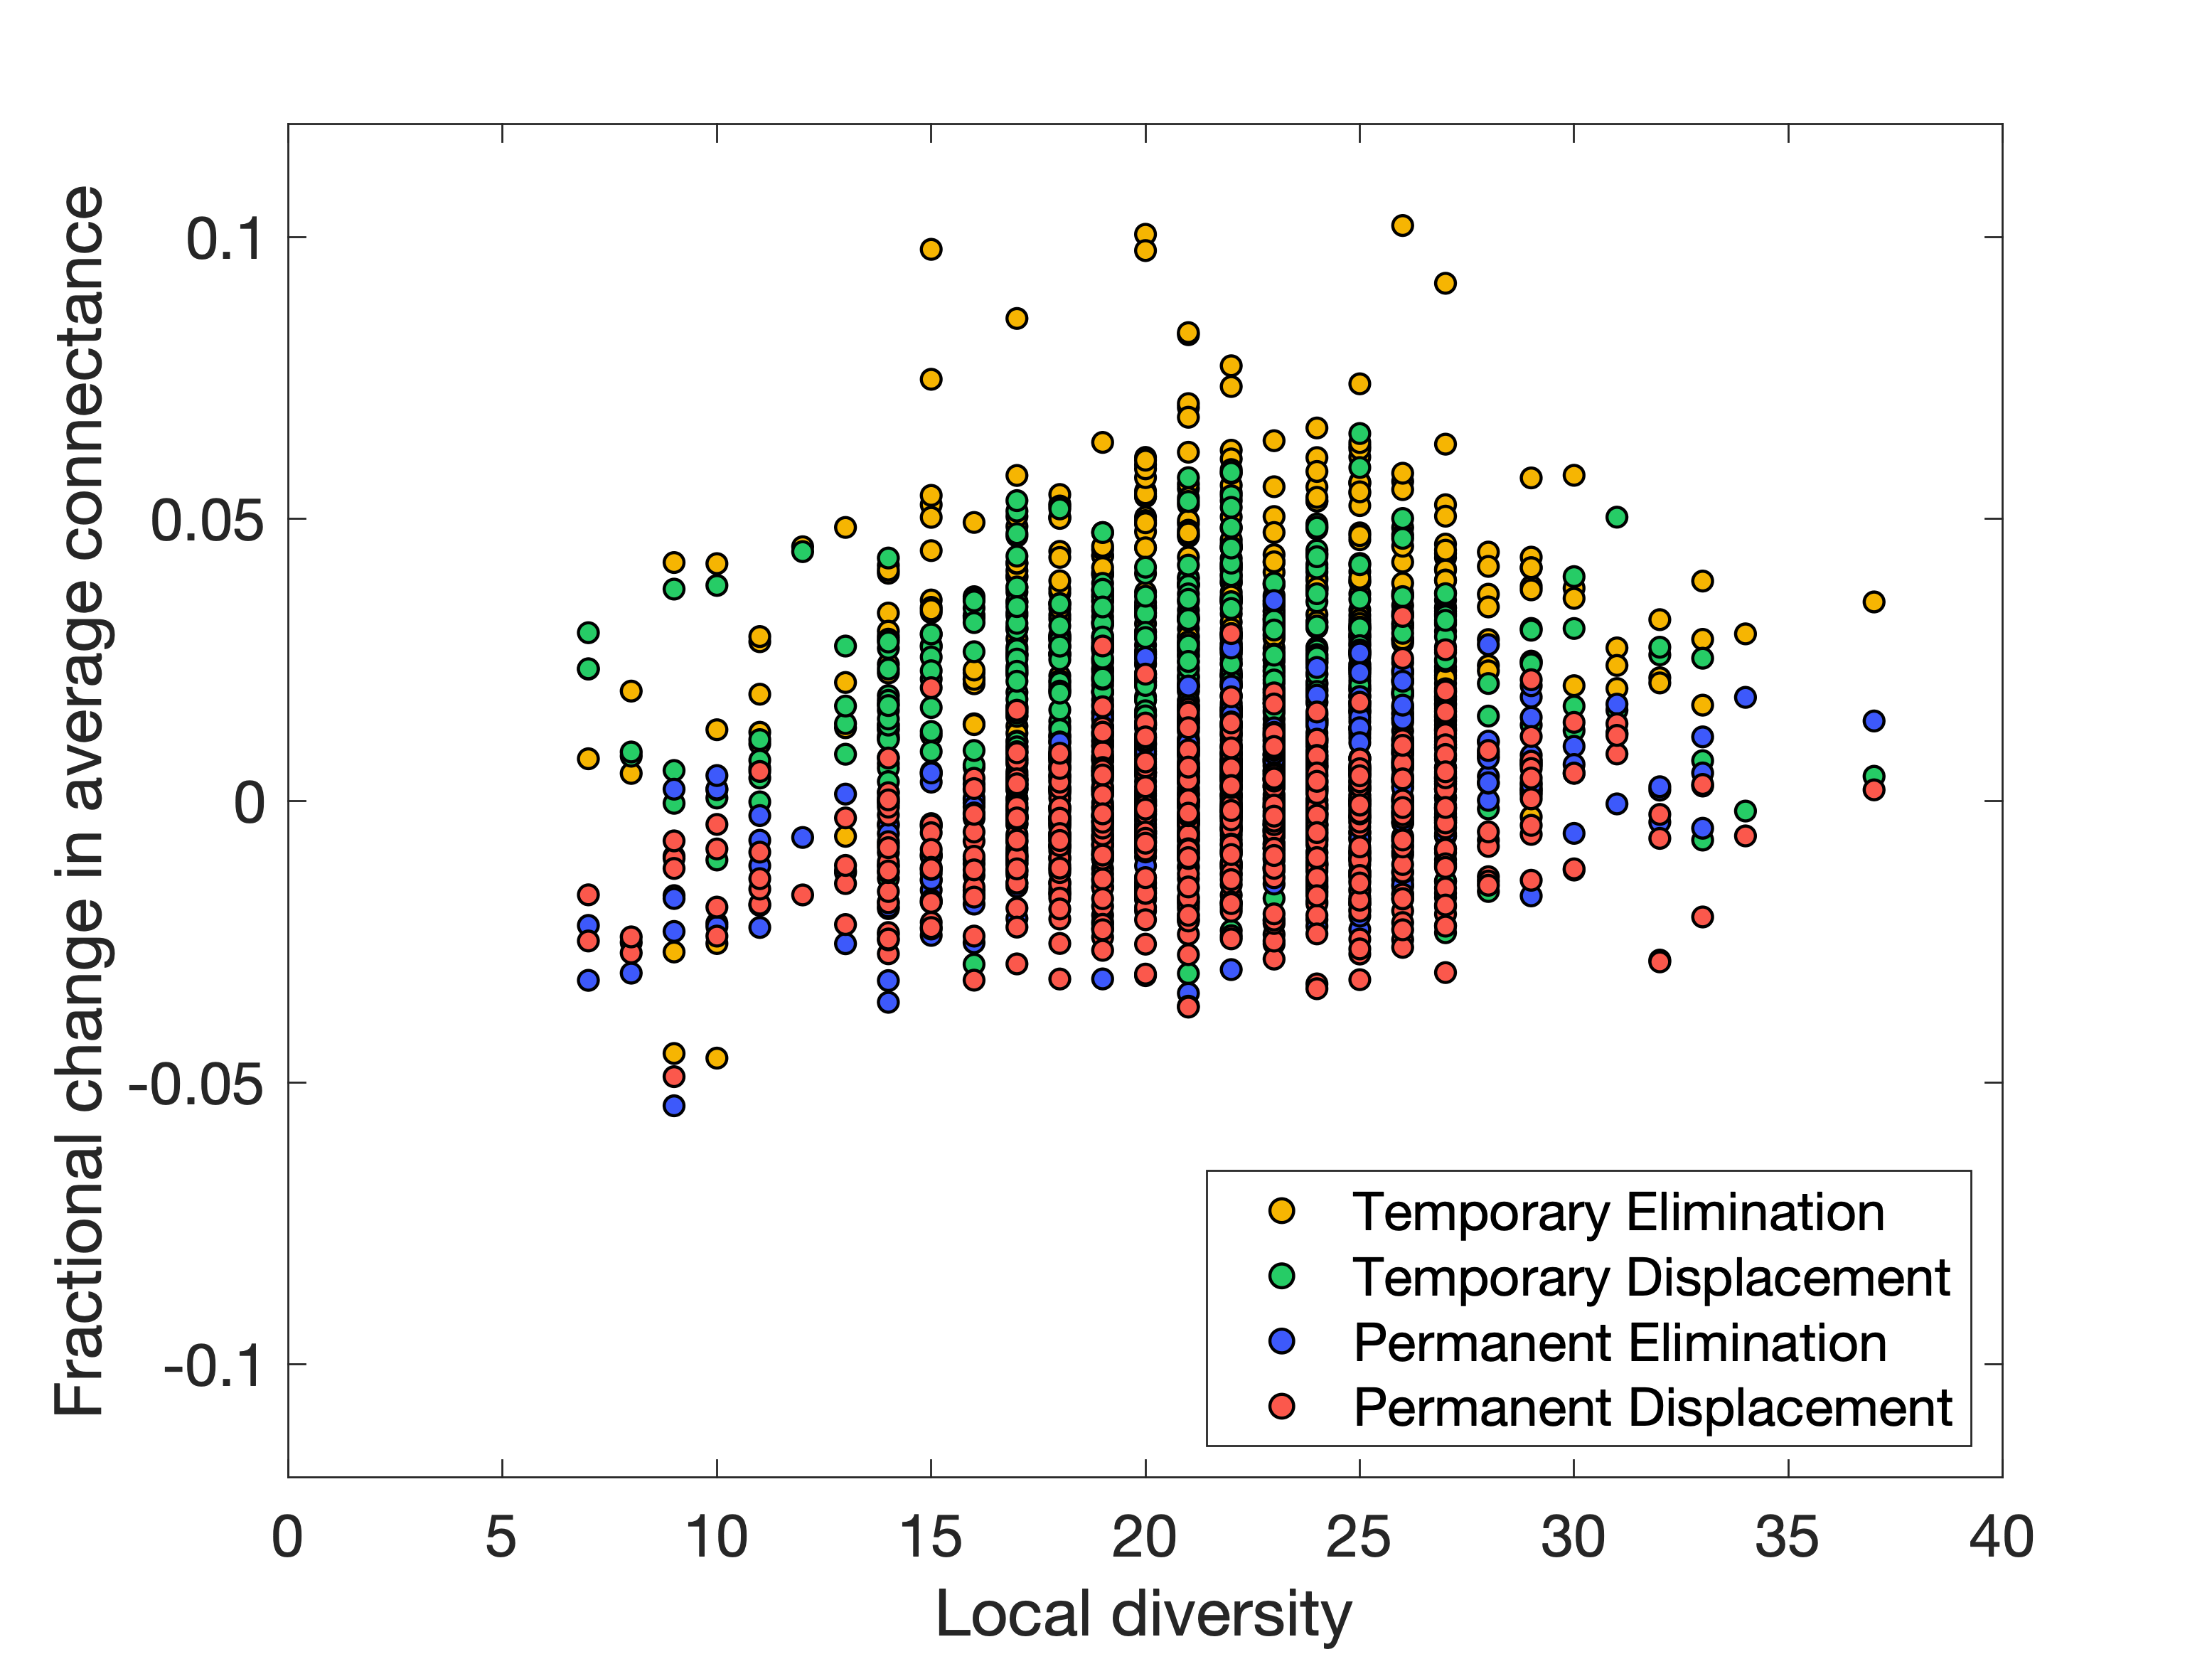 Fractional change in average connectance
0.1
0.05
0
-0.05
-0.1
Temporary Elimination
Temporary Displacement
Permanent Elimination
Permanent Displacement
0 5 10 15 20 25 30 35 40
Local diversity